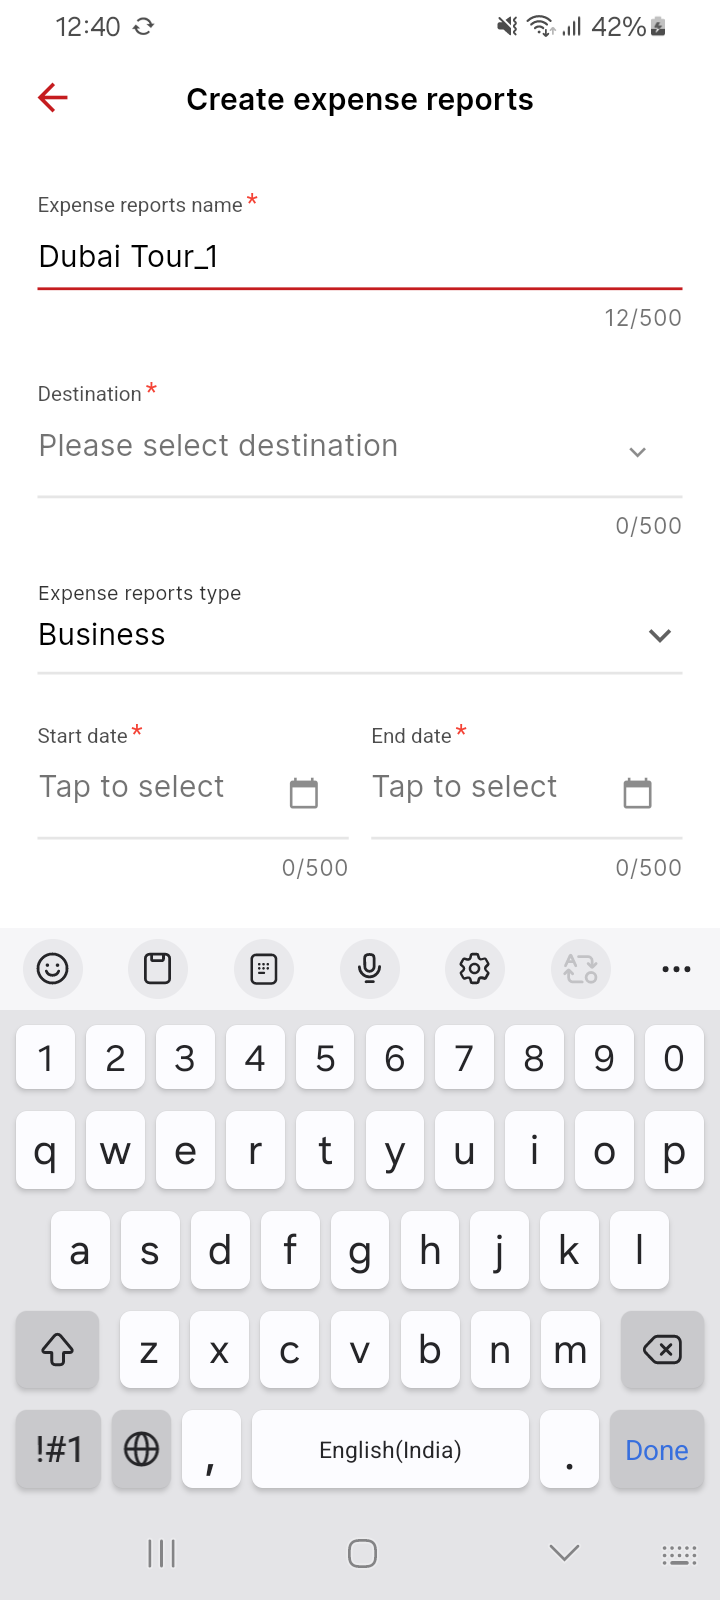 12:40 42%
Create expense reports
Expense reports name *
Dubai Tour_1
12/500
Destination *
Please select destination
0/500
Expense reports type
Business
Start date * End date *
Tap to select Tap to select
0/500 0/500
1 2 3 4 5 6 7 8 9 0
q w e r t y u i o p
a s d f g h j k l
z x c v b n m
!#1 , English(India) . Done